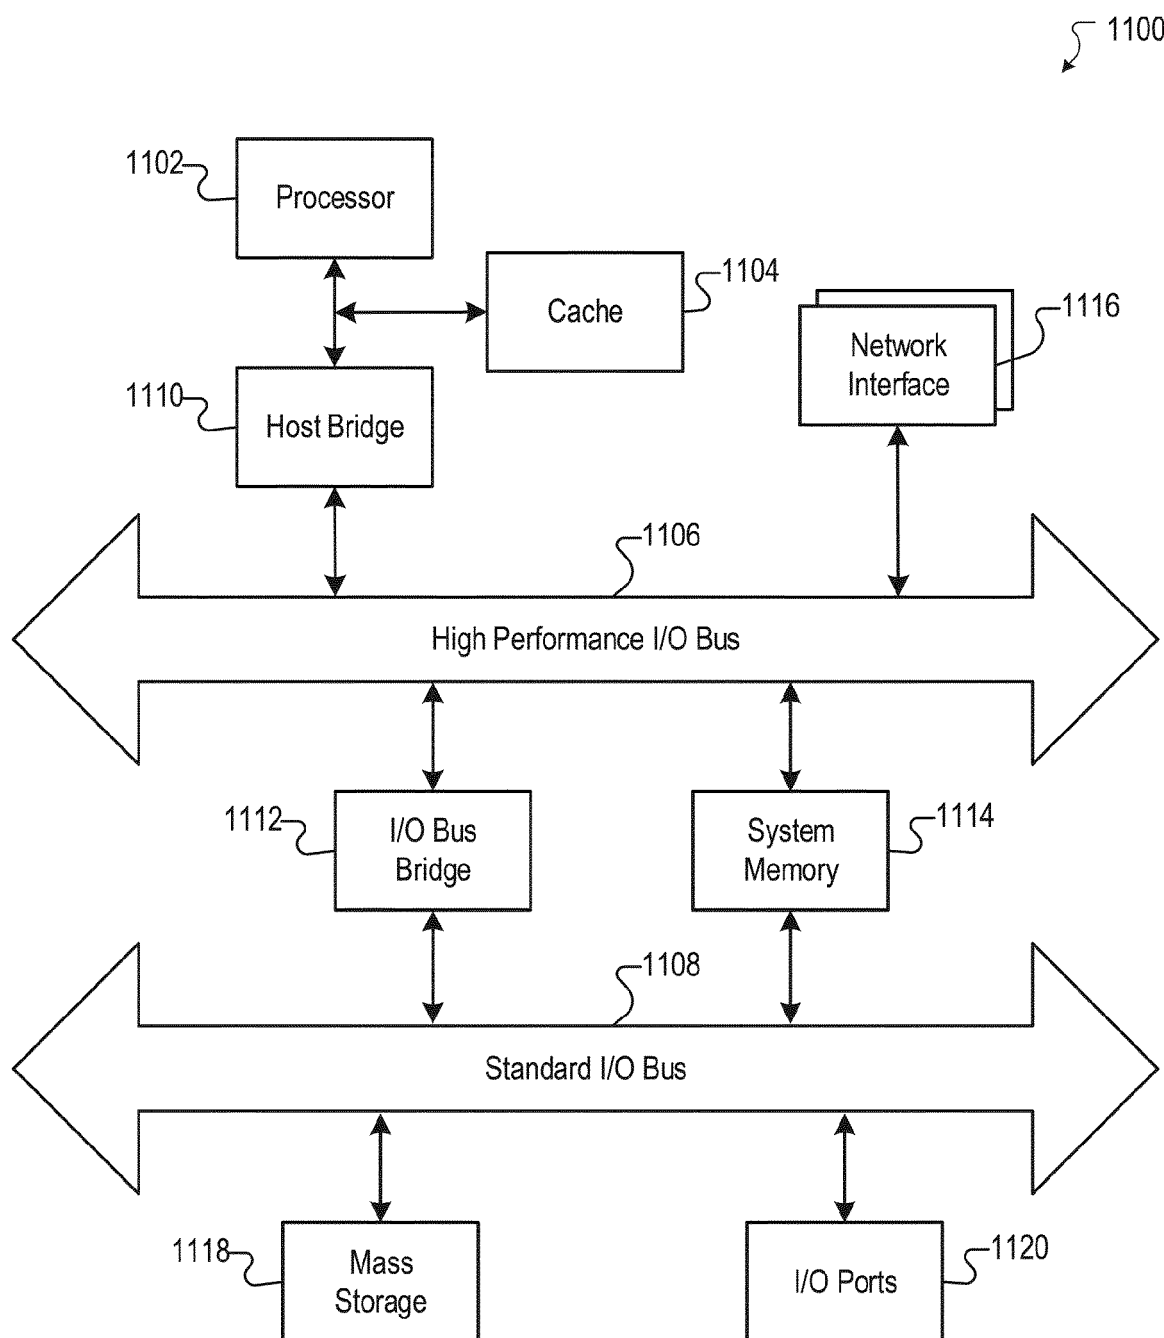 1100
1102
Processor
Cache
1104
Network
Interface
1116
1110
Host Bridge
1106
High Performance I/O Bus
1112
I/O Bus
Bridge
System
Memory
1114
1108
Standard I/O Bus
1118
Mass
Storage
I/O Ports
1120